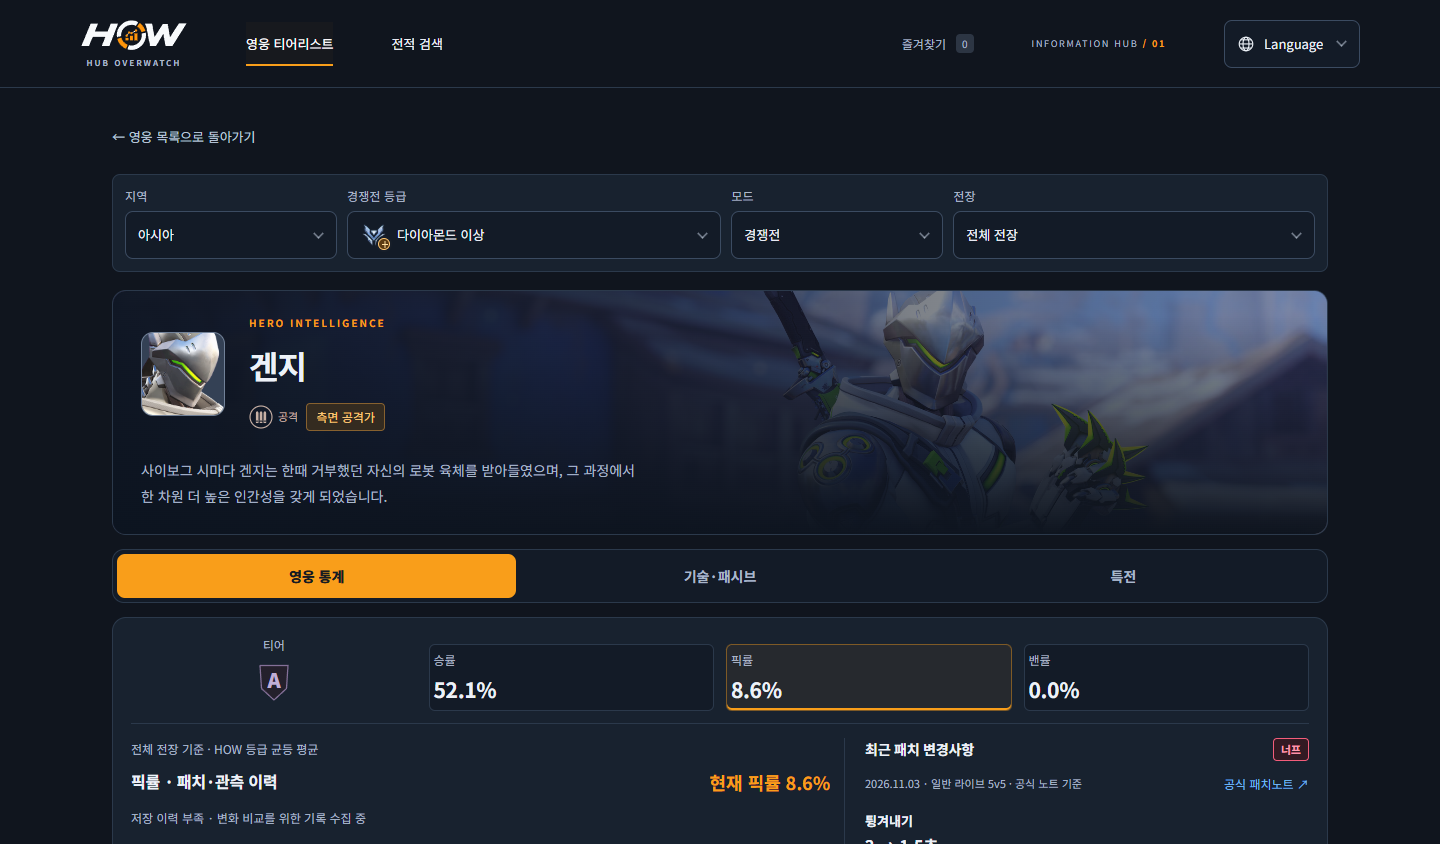 HOW
HUB OVERWATCH
영웅 티어리스트
전적 검색
즐겨찾기 0
INFORMATION HUB / 01
Language
← 영웅 목록으로 돌아가기
지역
경쟁전 등급
모드
전장
아시아
다이아몬드 이상
경쟁전
전체 전장
HERO INTELLIGENCE
겐지
공격
측면 공격가
사이보그 시마다 겐지는 한때 거부했던 자신의 로봇 육체를 받아들였으며, 그 과정에서
한 차원 더 높은 인간성을 갖게 되었습니다.
영웅 통계
기술·패시브
특전
티어
A
승률
52.1%
픽률
8.6%
밴률
0.0%
전체 전장 기준 · HOW 등급 균등 평균
픽률 · 패치·관측 이력
현재 픽률 8.6%
저장 이력 부족 · 변화 비교를 위한 기록 수집 중
최근 패치 변경사항
너프
2026.11.03 · 일반 라이브 5v5 · 공식 노트 기준
공식 패치노트 ↗
튕겨내기